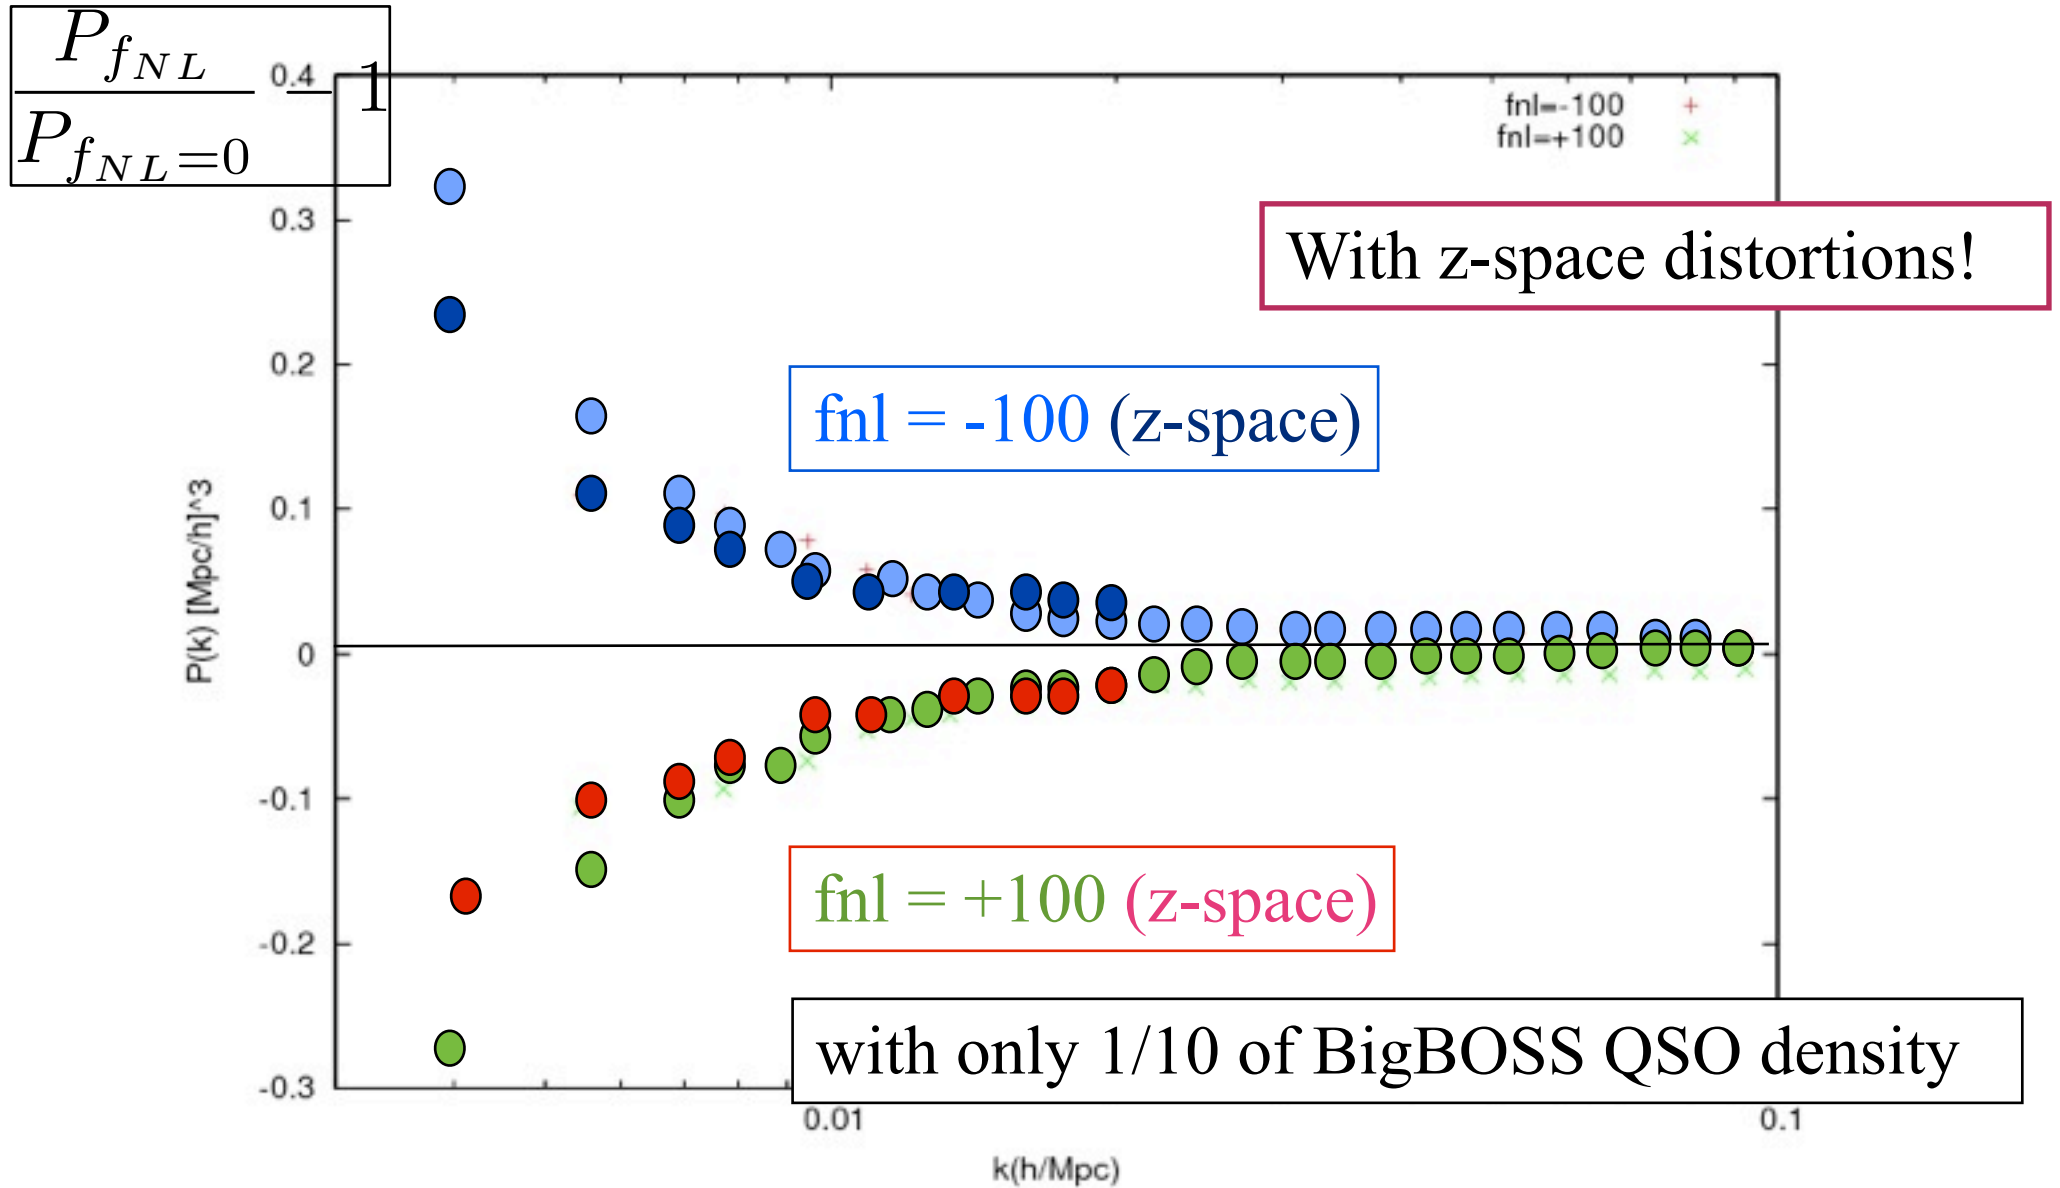 P_{f_{NL}}
P_{f_{NL}=0}
− 1
0.4
0.3
0.2
0.1
0
-0.1
-0.2
-0.3
P(k) [Mpc/h]^3
fnl=-100
fnl=+100
With z-space distortions!
fnl = -100 (z-space)
fnl = +100 (z-space)
with only 1/10 of BigBOSS QSO density
0.01
0.1
k(h/Mpc)